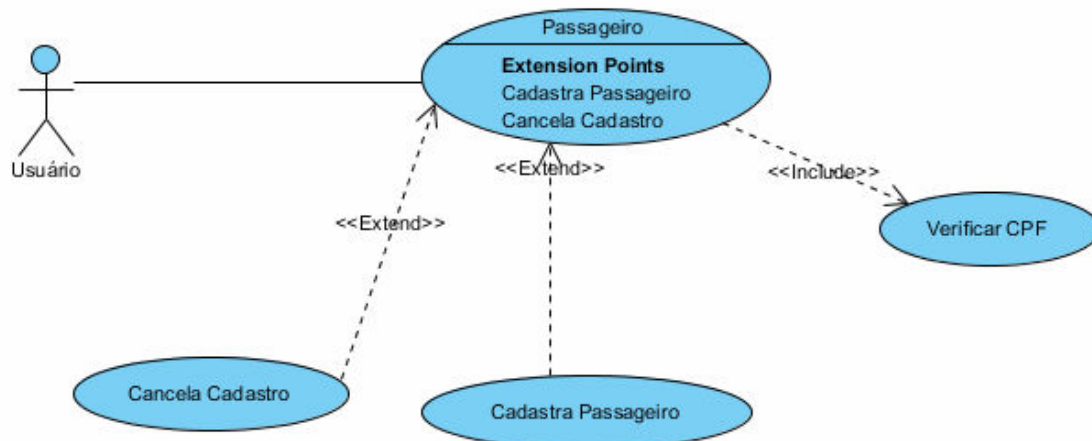 Passageiro
Extension Points
Cadastra Passageiro
Cancela Cadastro
Usuário
<<Extend>>
<<Include>>
<<Extend>>
Verificar CPF
Cancela Cadastro
Cadastra Passageiro